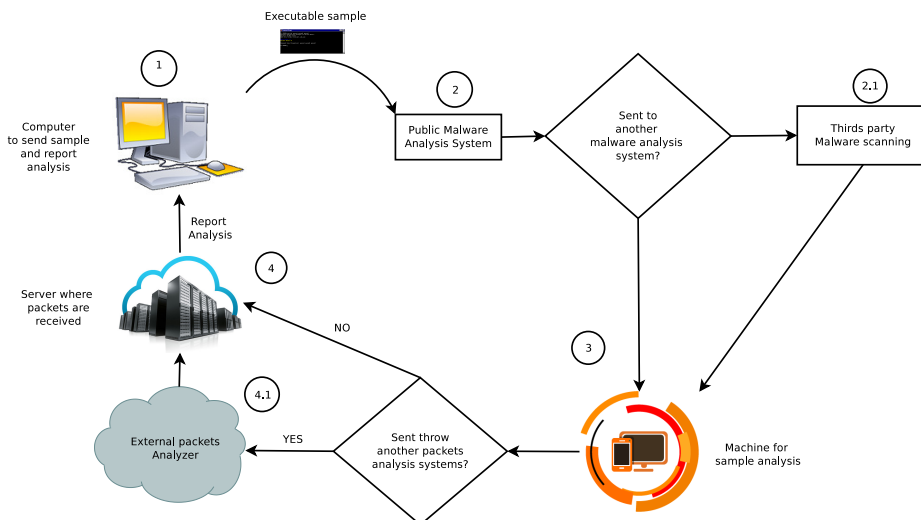 Executable sample
1
2
2.1
Computer
to send sample
and report
analysis
Public Malware
Analysis System
Sent to
another
malware analysis
system?
Thirds party
Malware scanning
Report
Analysis
4
Server where
packets are
received
NO
3
4.1
External packets
Analyzer
YES
Sent throw
another packets
analysis systems?
Machine for
sample analysis